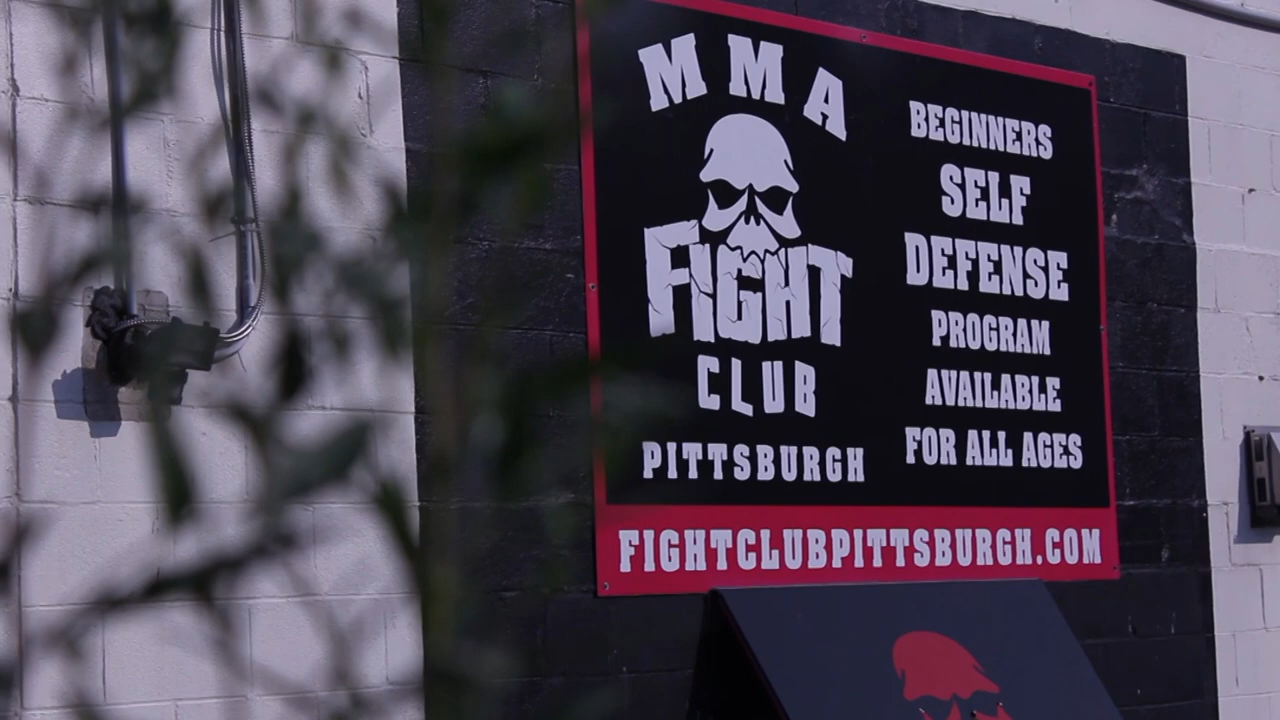 MMA
FIGHT
CLUB
PITTSBURGH
BEGINNERS
SELF
DEFENSE
PROGRAM
AVAILABLE
FOR ALL AGES
FIGHTCLUBPITTSBURGH.COM